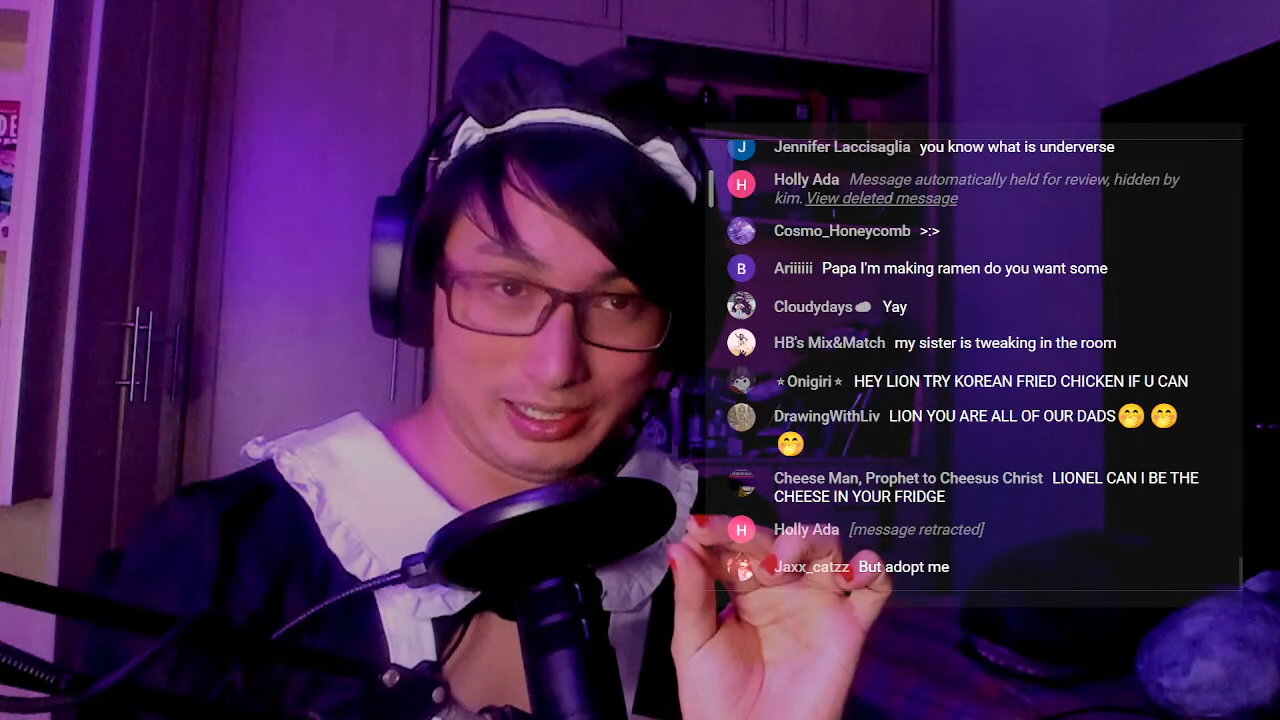 DE
J Jennifer Laccisaglia you know what is underverse
H Holly Ada Message automatically held for review, hidden by
kim. View deleted message
Cosmo_Honeycomb >:>
B Ariiiiii Papa I'm making ramen do you want some
Cloudydays☁ Yay
HB's Mix&Match my sister is tweaking in the room
⭐Onigiri⭐ HEY LION TRY KOREAN FRIED CHICKEN IF U CAN
DrawingWithLiv LION YOU ARE ALL OF OUR DADS🤭 🤭
🤭
Cheese Man, Prophet to Cheesus Christ LIONEL CAN I BE THE
CHEESE IN YOUR FRIDGE
H Holly Ada [message retracted]
Jaxx_catzz But adopt me